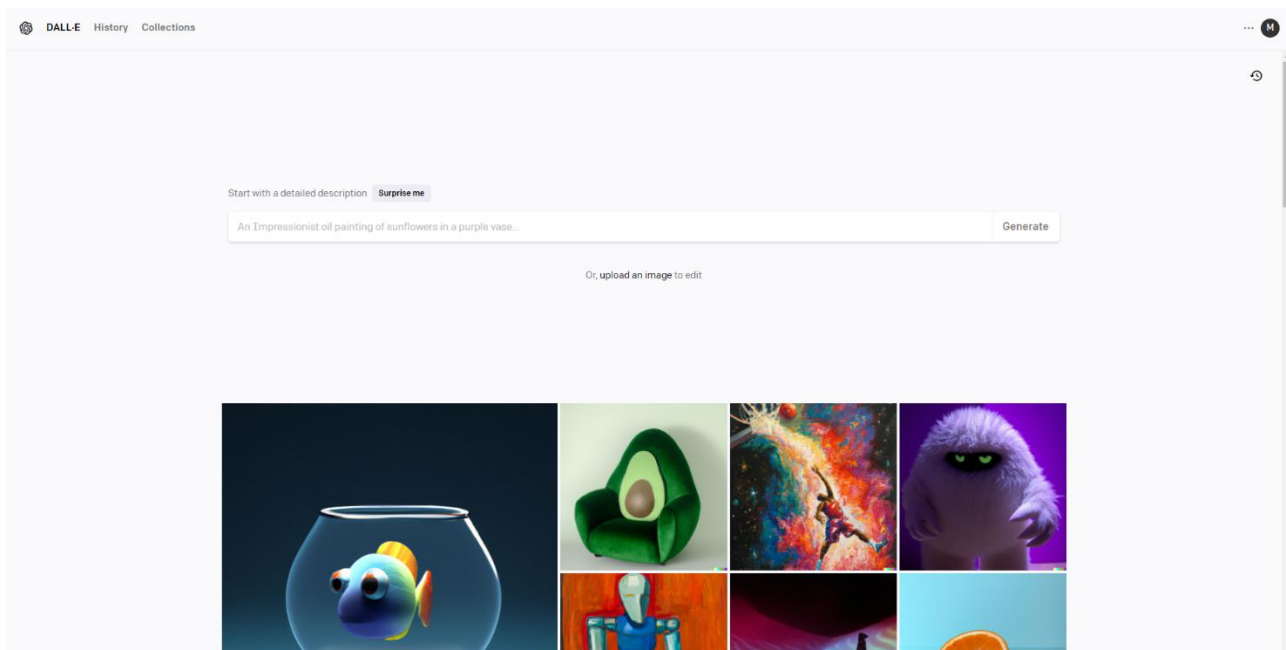 DALL·E History Collections ... M
Start with a detailed description Surprise me
An Impressionist oil painting of sunflowers in a purple vase... Generate
Or, upload an image to edit